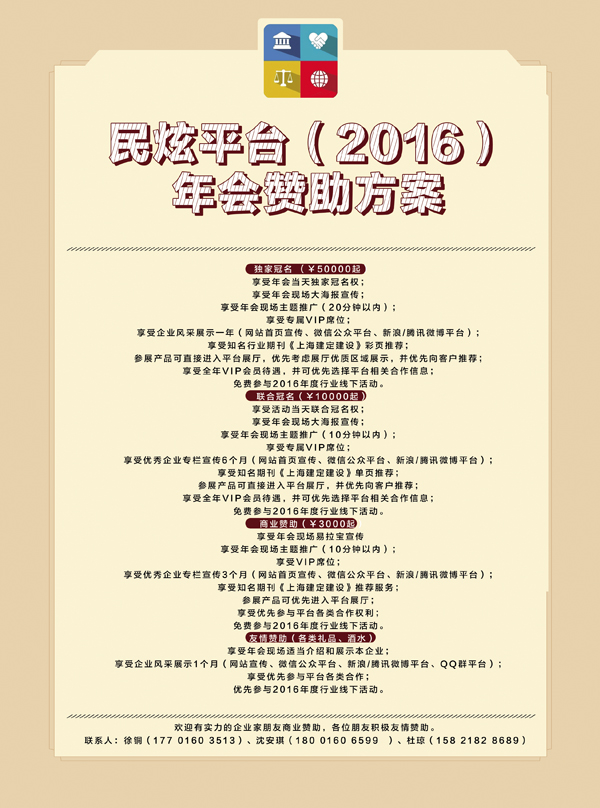 民炫平台（2016）
年会赞助方案
独家冠名（￥50000起
享受年会当天独家冠名权；
享受年会现场大海报宣传；
享受年会现场主题推广（20分钟以内）；
享受专属VIP席位；
享受企业风采展示一年（网站首页宣传、微信公众平台、新浪/腾讯微博平台）；
享受知名行业期刊《上海建定建设》彩页推荐；
参展产品可直接进入平台展厅，优先考虑展厅优质区域展示，并优先向客户推荐；
享受全年VIP会员待遇，并可优先选择平台相关合作信息；
免费参与2016年度行业线下活动。
联合冠名（￥10000起）
享受活动当天联合冠名权；
享受年会现场大海报宣传；
享受年会现场主题推广（10分钟以内）；
享受专属VIP席位；
享受优秀企业专栏宣传6个月（网站首页宣传、微信公众平台、新浪/腾讯微博平台）；
享受知名期刊《上海建定建设》单页推荐；
参展产品可直接进入平台展厅，并优先向客户推荐；
享受全年VIP会员待遇，并可优先选择平台相关合作信息；
免费参与2016年度行业线下活动。
商业赞助（￥3000起
享受年会现场易拉宝宣传
享受年会现场主题推广（10分钟以内）；
享受VIP席位；
享受优秀企业专栏宣传3个月（网站首页宣传、微信公众平台、新浪/腾讯微博平台）；
享受知名期刊《上海建定建设》推荐服务；
参展产品可优先进入平台展厅；
享受优先参与平台各类合作权利；
免费参与2016年度行业线下活动。
友情赞助（各类礼品、酒水）
享受年会现场适当介绍和展示本企业；
享受企业风采展示1个月（网站宣传、微信公众平台、新浪/腾讯微博平台、QQ群平台）；
享受优先参与平台各类合作；
优先参与2016年度行业线下活动。
欢迎有实力的企业家朋友商业赞助，各位朋友积极友情赞助。
联系人：徐铜（177 0160 3513）、沈安琪（180 0160 6599 ）、杜琼（158 2182 8689）